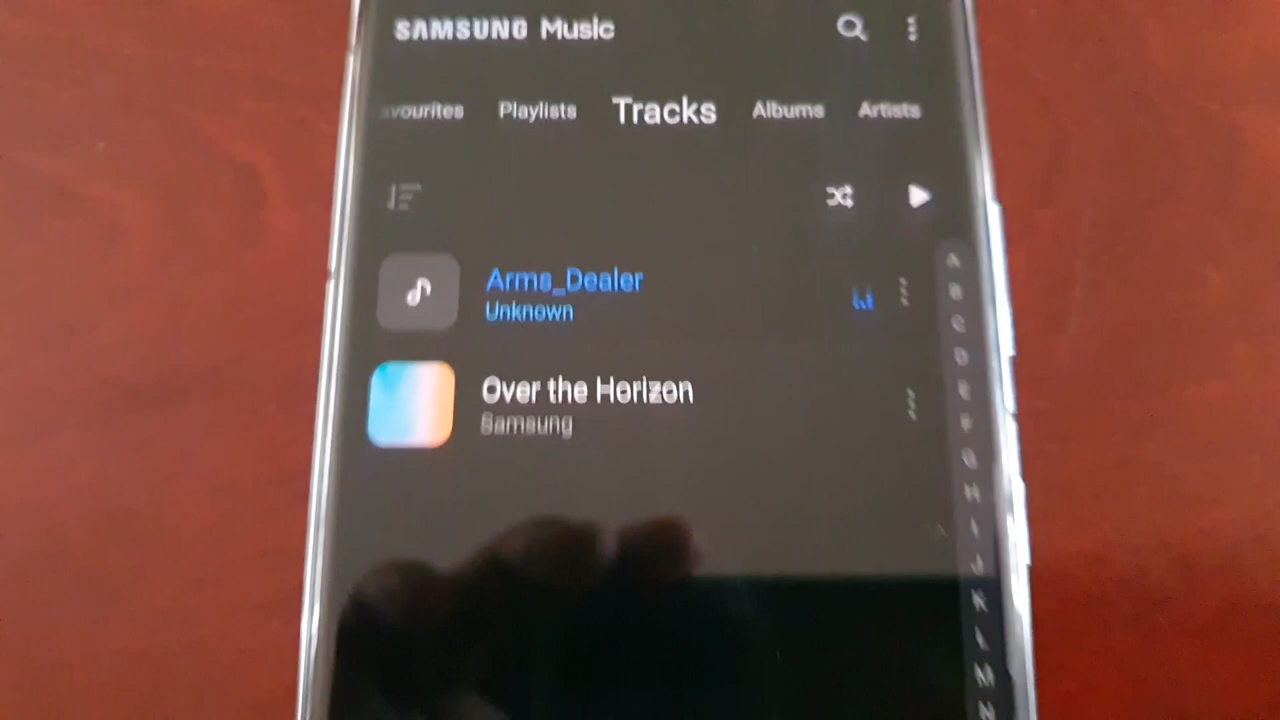 SAMSUNG Music
avourites Playlists Tracks Albums Artists
Arms_Dealer
Unknown
Over the Horizon
Samsung
A
B
C
D
E
F
G
H
I
J
K
L
M
N